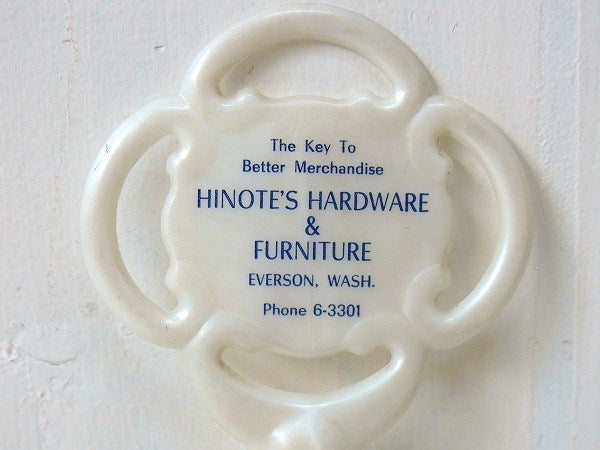 The Key To
Better Merchandise
HINOTE'S HARDWARE
&
FURNITURE
EVERSON, WASH.
Phone 6-3301